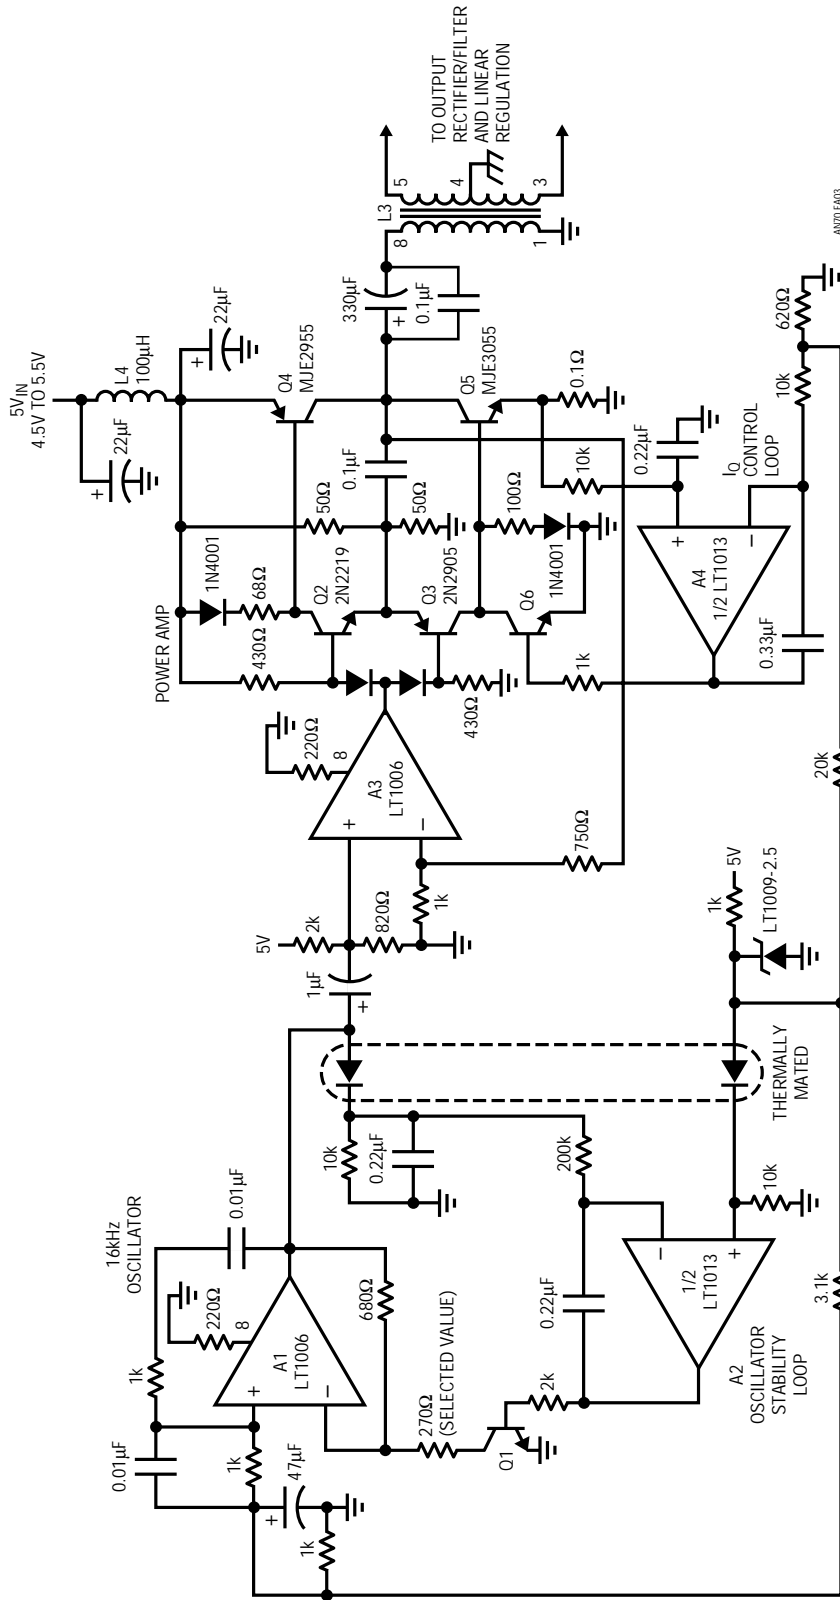 16kHz
OSCILLATOR
0.01µF
1k
0.01µF
220Ω
8
A1
LT1006
+
−
1k
47µF
+
1k
680Ω
270Ω
(SELECTED VALUE)
Q1
2k
0.22µF
200k
10k
0.22µF
1/2
LT1013
−
+
A2
OSCILLATOR
STABILITY
LOOP
10k
THERMALLY
MATED
3.1k
20k
1k
5V
LT1009-2.5
1µF
+
5V
2k
820Ω
1k
750Ω
220Ω
8
A3
LT1006
+
−
POWER AMP
430Ω
1N4001
68Ω
430Ω
Q2
2N2219
Q3
2N2905
Q6
1k
50Ω
50Ω
0.1µF
100Ω
1N4001
5VIN
4.5V TO 5.5V
22µF
+
L4
100µH
22µF
+
Q4
MJE2955
Q5
MJE3055
0.1Ω
10k
0.22µF
330µF
+
0.1µF
L3
8
1
5
4
3
TO OUTPUT
RECTIFIER/FILTER
AND LINEAR
REGULATION
A4
1/2 LT1013
+
−
IQ CONTROL
LOOP
0.33µF
10k
620Ω
AN70 FA03